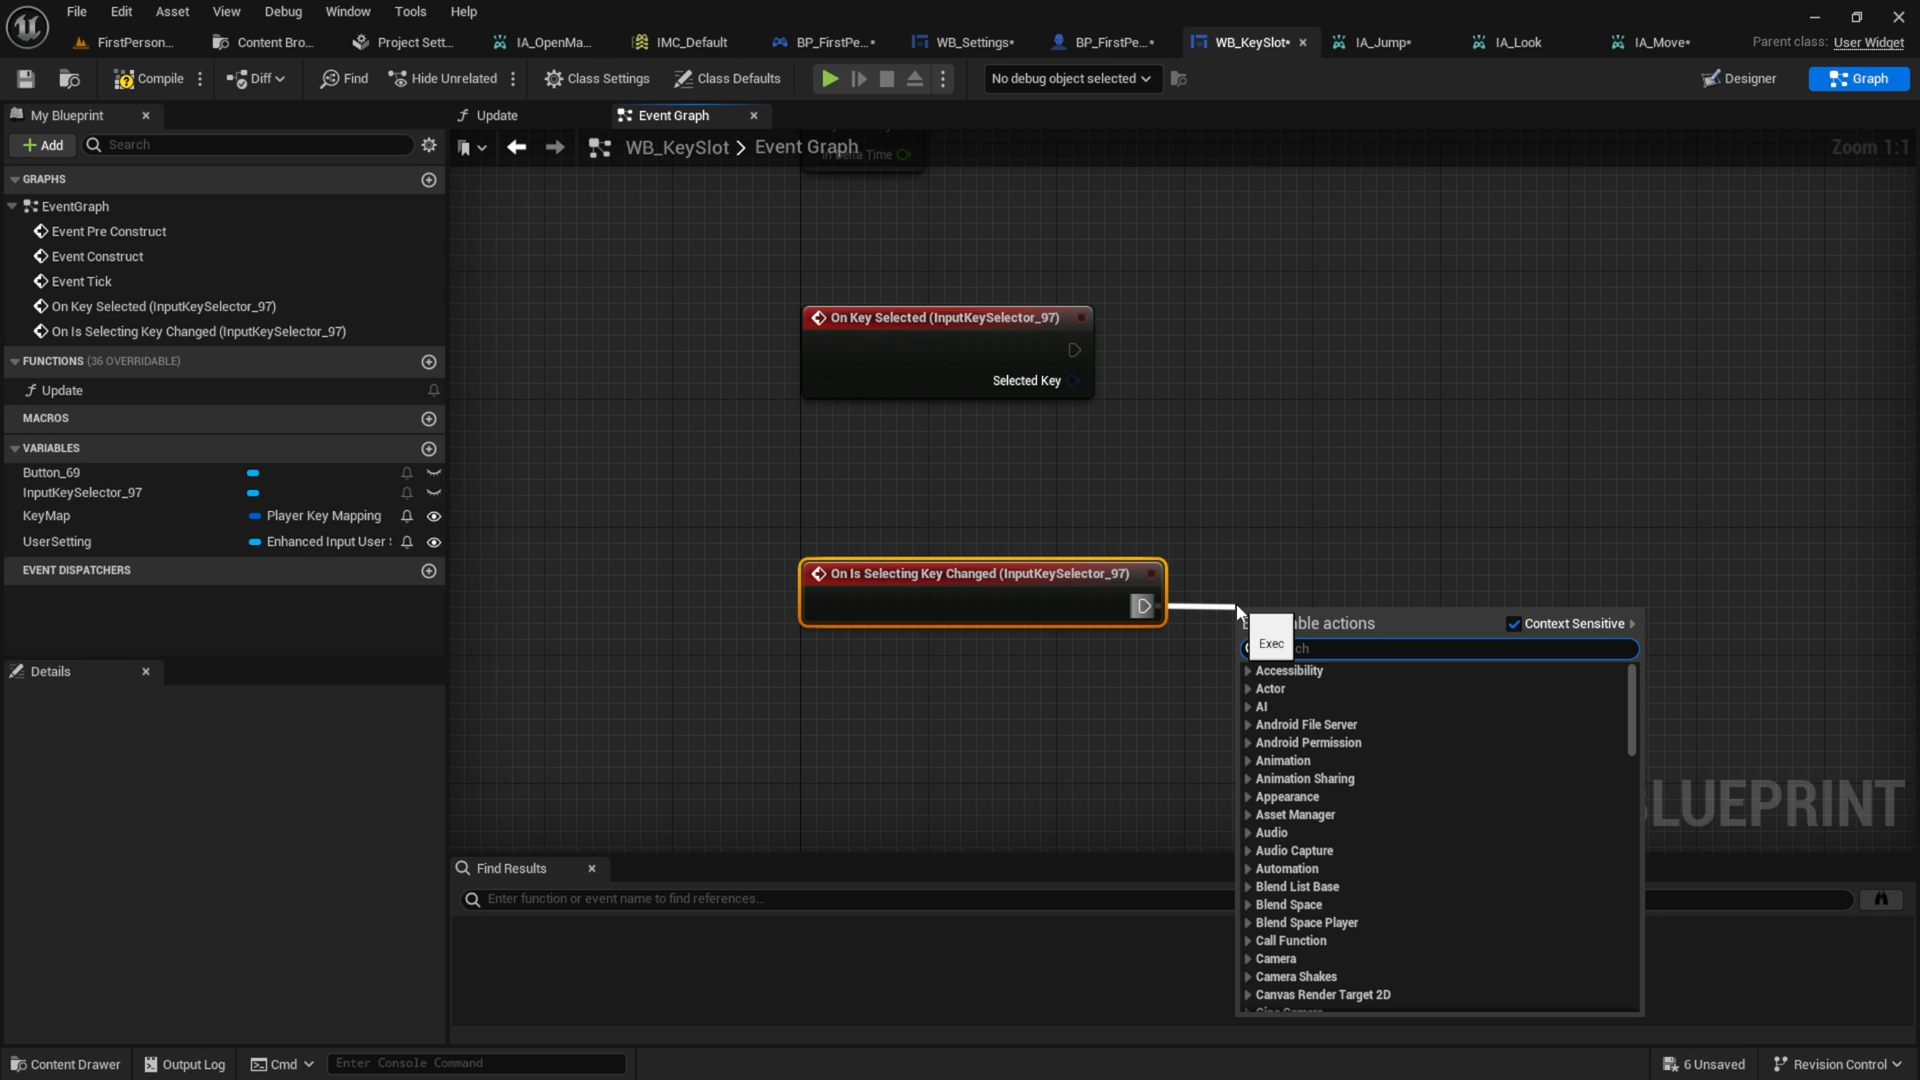 File Edit View Debug Window Tools Help
FirstPerson... Content Bro... Project Sett... IA_OpenMa... IMC_Default BP_FirstPe...* WB_Settings* BP_FirstPe...* WB_KeySlot* IA_Jump* IA_Look IA_Move* Parent class: User Widget
Compile Diff Find Hide Unrelated Class Settings Class Defaults No debug object selected Designer Graph
My Blueprint Update Event Graph
Add Search WB_KeySlot > Event Graph Zoom 1:1
In Delta Time
GRAPHS
EventGraph
Event Pre Construct
Event Construct
Event Tick
On Key Selected (InputKeySelector_97)
On Is Selecting Key Changed (InputKeySelector_97)
FUNCTIONS (36 OVERRIDABLE)
Update
MACROS
VARIABLES
Button_69
InputKeySelector_97
KeyMap Player Key Mapping
UserSetting Enhanced Input User
EVENT DISPATCHERS
Details
On Key Selected (InputKeySelector_97)
Selected Key
On Is Selecting Key Changed (InputKeySelector_97)
able actions Context Sensitive
Exec
ch
Accessibility
Actor
AI
Android File Server
Android Permission
Animation
Animation Sharing
Appearance
Asset Manager
Audio
Audio Capture
Automation
Blend List Base
Blend Space
Blend Space Player
Call Function
Camera
Camera Shakes
Canvas Render Target 2D
LUEPRINT
Find Results
Enter function or event name to find references...
Content Drawer Output Log Cmd Enter Console Command 6 Unsaved Revision Control